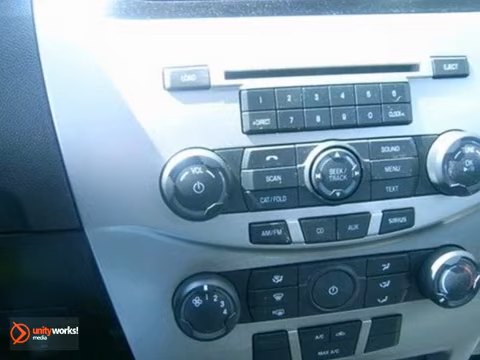 LOAD
EJECT
1 2 3 4 5 6
DIRECT 7 8 9 0 CLOCK
VOL
SCAN
CAT/FOLD
SEEK/
TRACK
SOUND
MENU
TEXT
TUNE
OK
AM/FM
CD
AUX
SIRIUS
1 2 3 4
A/C
MAX A/C
unityworks!
media